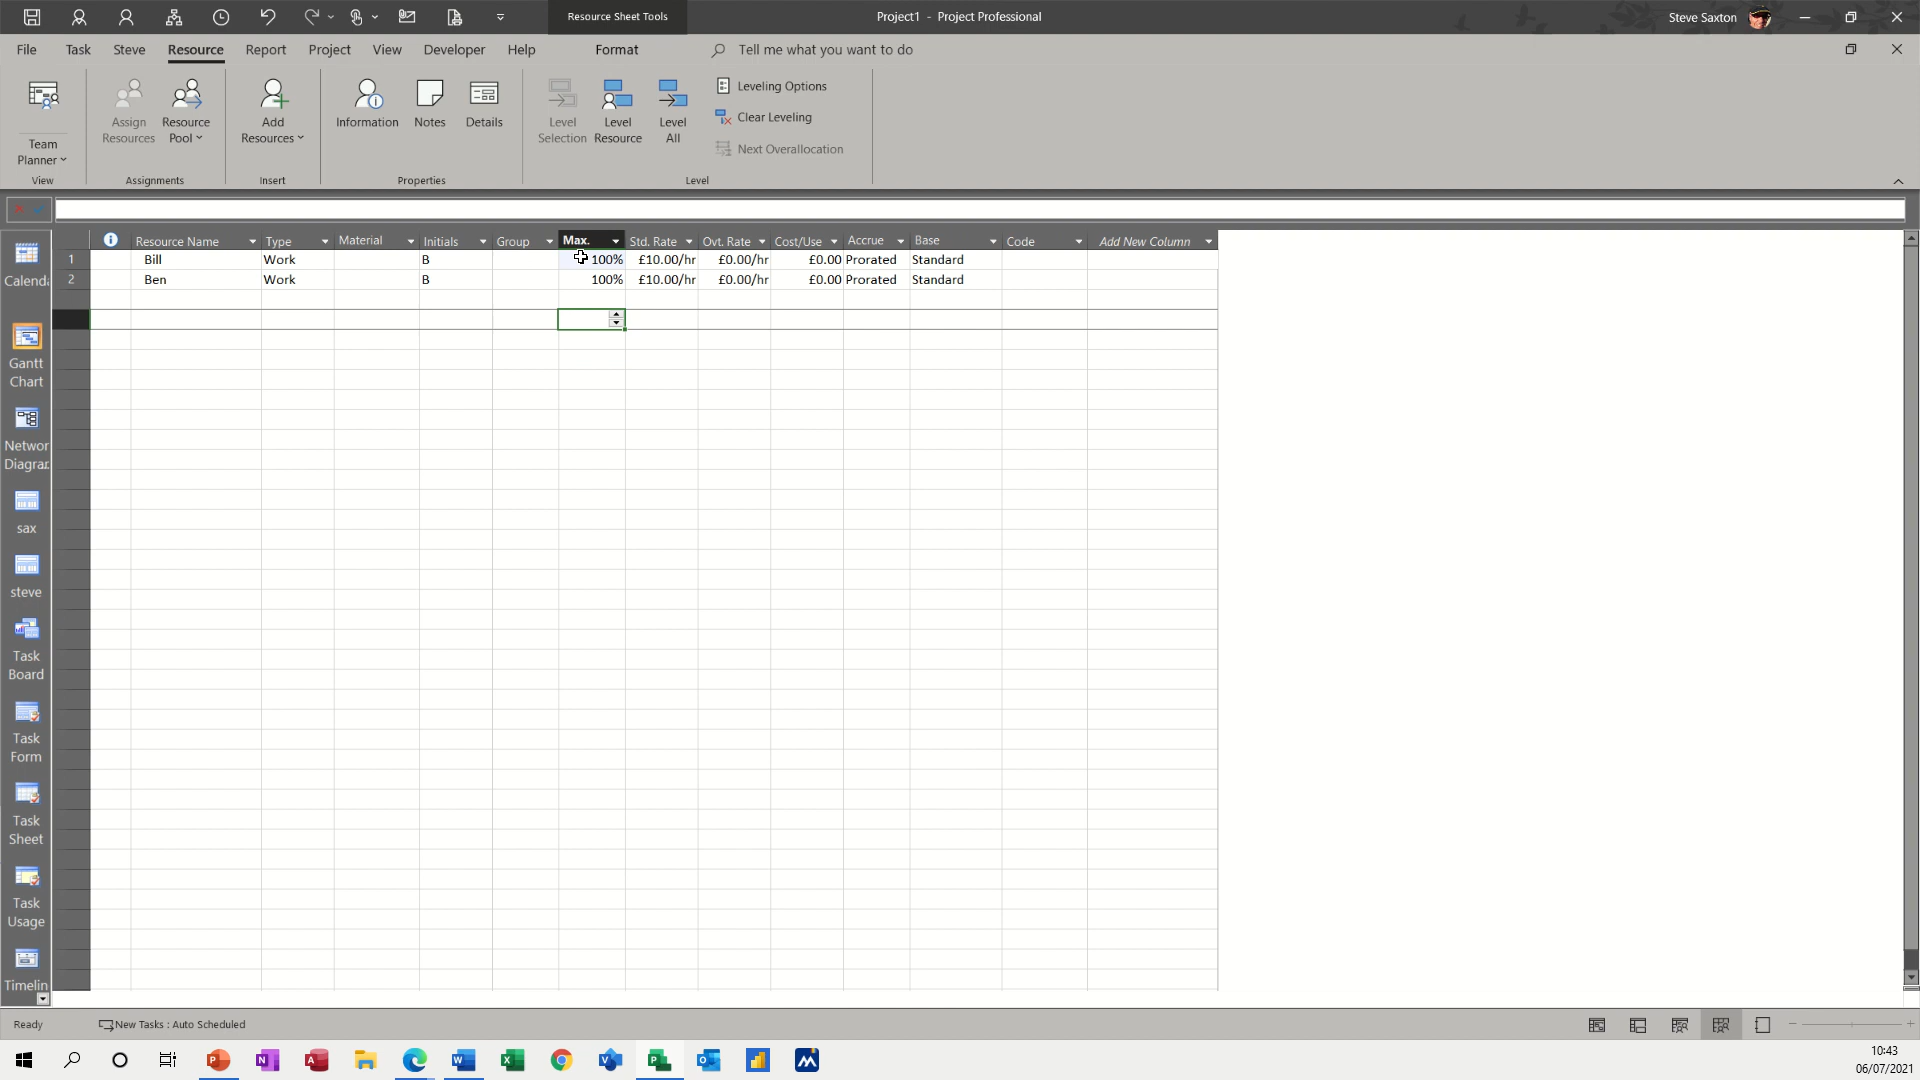 Resource Sheet Tools
Project1 - Project Professional
Steve Saxton
File Task Steve Resource Report Project View Developer Help Format Tell me what you want to do
Team Planner
View
Assign Resources
Resource Pool
Assignments
Add Resources
Insert
Information
Notes
Details
Properties
Level Selection
Level Resource
Level All
Leveling Options
Clear Leveling
Next Overallocation
Level
Resource Name Type Material Initials Group Max. Std. Rate Ovt. Rate Cost/Use Accrue Base Code Add New Column
1 Bill Work B 100% £10.00/hr £0.00/hr £0.00 Prorated Standard
2 Ben Work B 100% £10.00/hr £0.00/hr £0.00 Prorated Standard
Calenda
Gantt
Chart
Networ
Diagrar
sax
steve
Task
Board
Task
Form
Task
Sheet
Task
Usage
Timelin
Ready
New Tasks : Auto Scheduled
10:43
06/07/2021